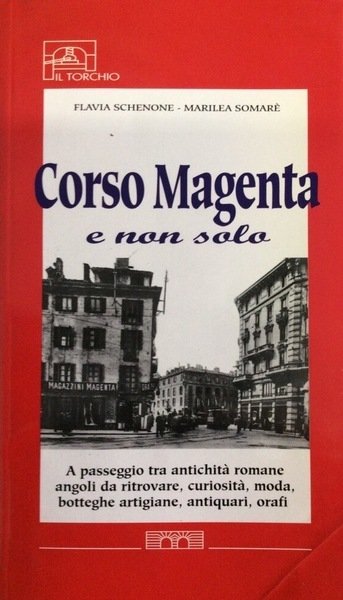 IL TORCHIO
FLAVIA SCHENONE - MARILEA SOMARÈ
Corso Magenta
e non solo
MAGAZZINI MAGENTA
A passeggio tra antichità romane
angoli da ritrovare, curiosità, moda,
botteghe artigiane, antiquari, orafi